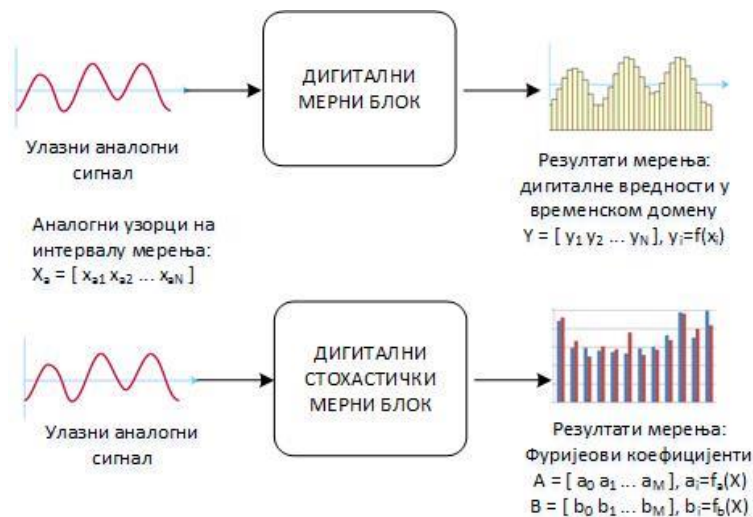 ДИГИТАЛНИ
МЕРНИ БЛОК
Улазни аналогни
сигнал
Резултати мерења:
дигиталне вредности у
временском домену
Y = [ y₁ y₂ ... yₙ ], yᵢ=f(xᵢ)
Аналогни узорци на
интервалу мерења:
Xₐ = [ xₐ₁ xₐ₂ ... xₐN ]
ДИГИТАЛНИ
СТОХАСТИЧКИ
МЕРНИ БЛОК
Улазни аналогни
сигнал
Резултати мерења:
Фуријеови коефицијенти
A = [ a₀ a₁ ... aM ], aᵢ=fₐ(X)
B = [ b₀ b₁ ... bM ], bᵢ=fb(X)